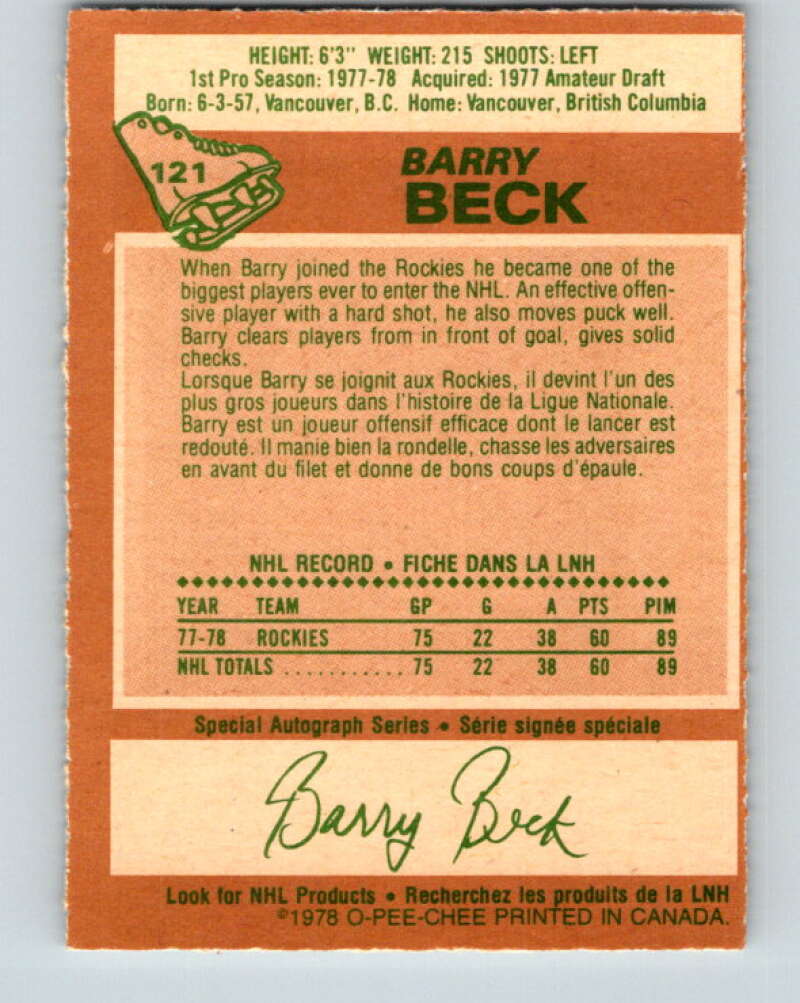 HEIGHT: 6'3" WEIGHT: 215 SHOOTS: LEFT
1st Pro Season: 1977-78 Acquired: 1977 Amateur Draft
Born: 6-3-57, Vancouver, B.C. Home: Vancouver, British Columbia
121
BARRY
BECK
When Barry joined the Rockies he became one of the
biggest players ever to enter the NHL. An effective offen-
sive player with a hard shot, he also moves puck well.
Barry clears players from in front of goal, gives solid
checks.
Lorsque Barry se joignit aux Rockies, il devint l'un des
plus gros joueurs dans l'histoire de la Ligue Nationale.
Barry est un joueur offensif efficace dont le lancer est
redouté. Il manie bien la rondelle, chasse les adversaires
en avant du filet et donne de bons coups d'épaule.
NHL RECORD • FICHE DANS LA LNH
YEAR TEAM GP G A PTS PIM
77-78 ROCKIES 75 22 38 60 89
NHL TOTALS ........... 75 22 38 60 89
Special Autograph Series • Série signée spéciale
Barry Beck
Look for NHL Products • Recherchez les produits de la LNH
©1978 O-PEE-CHEE PRINTED IN CANADA.